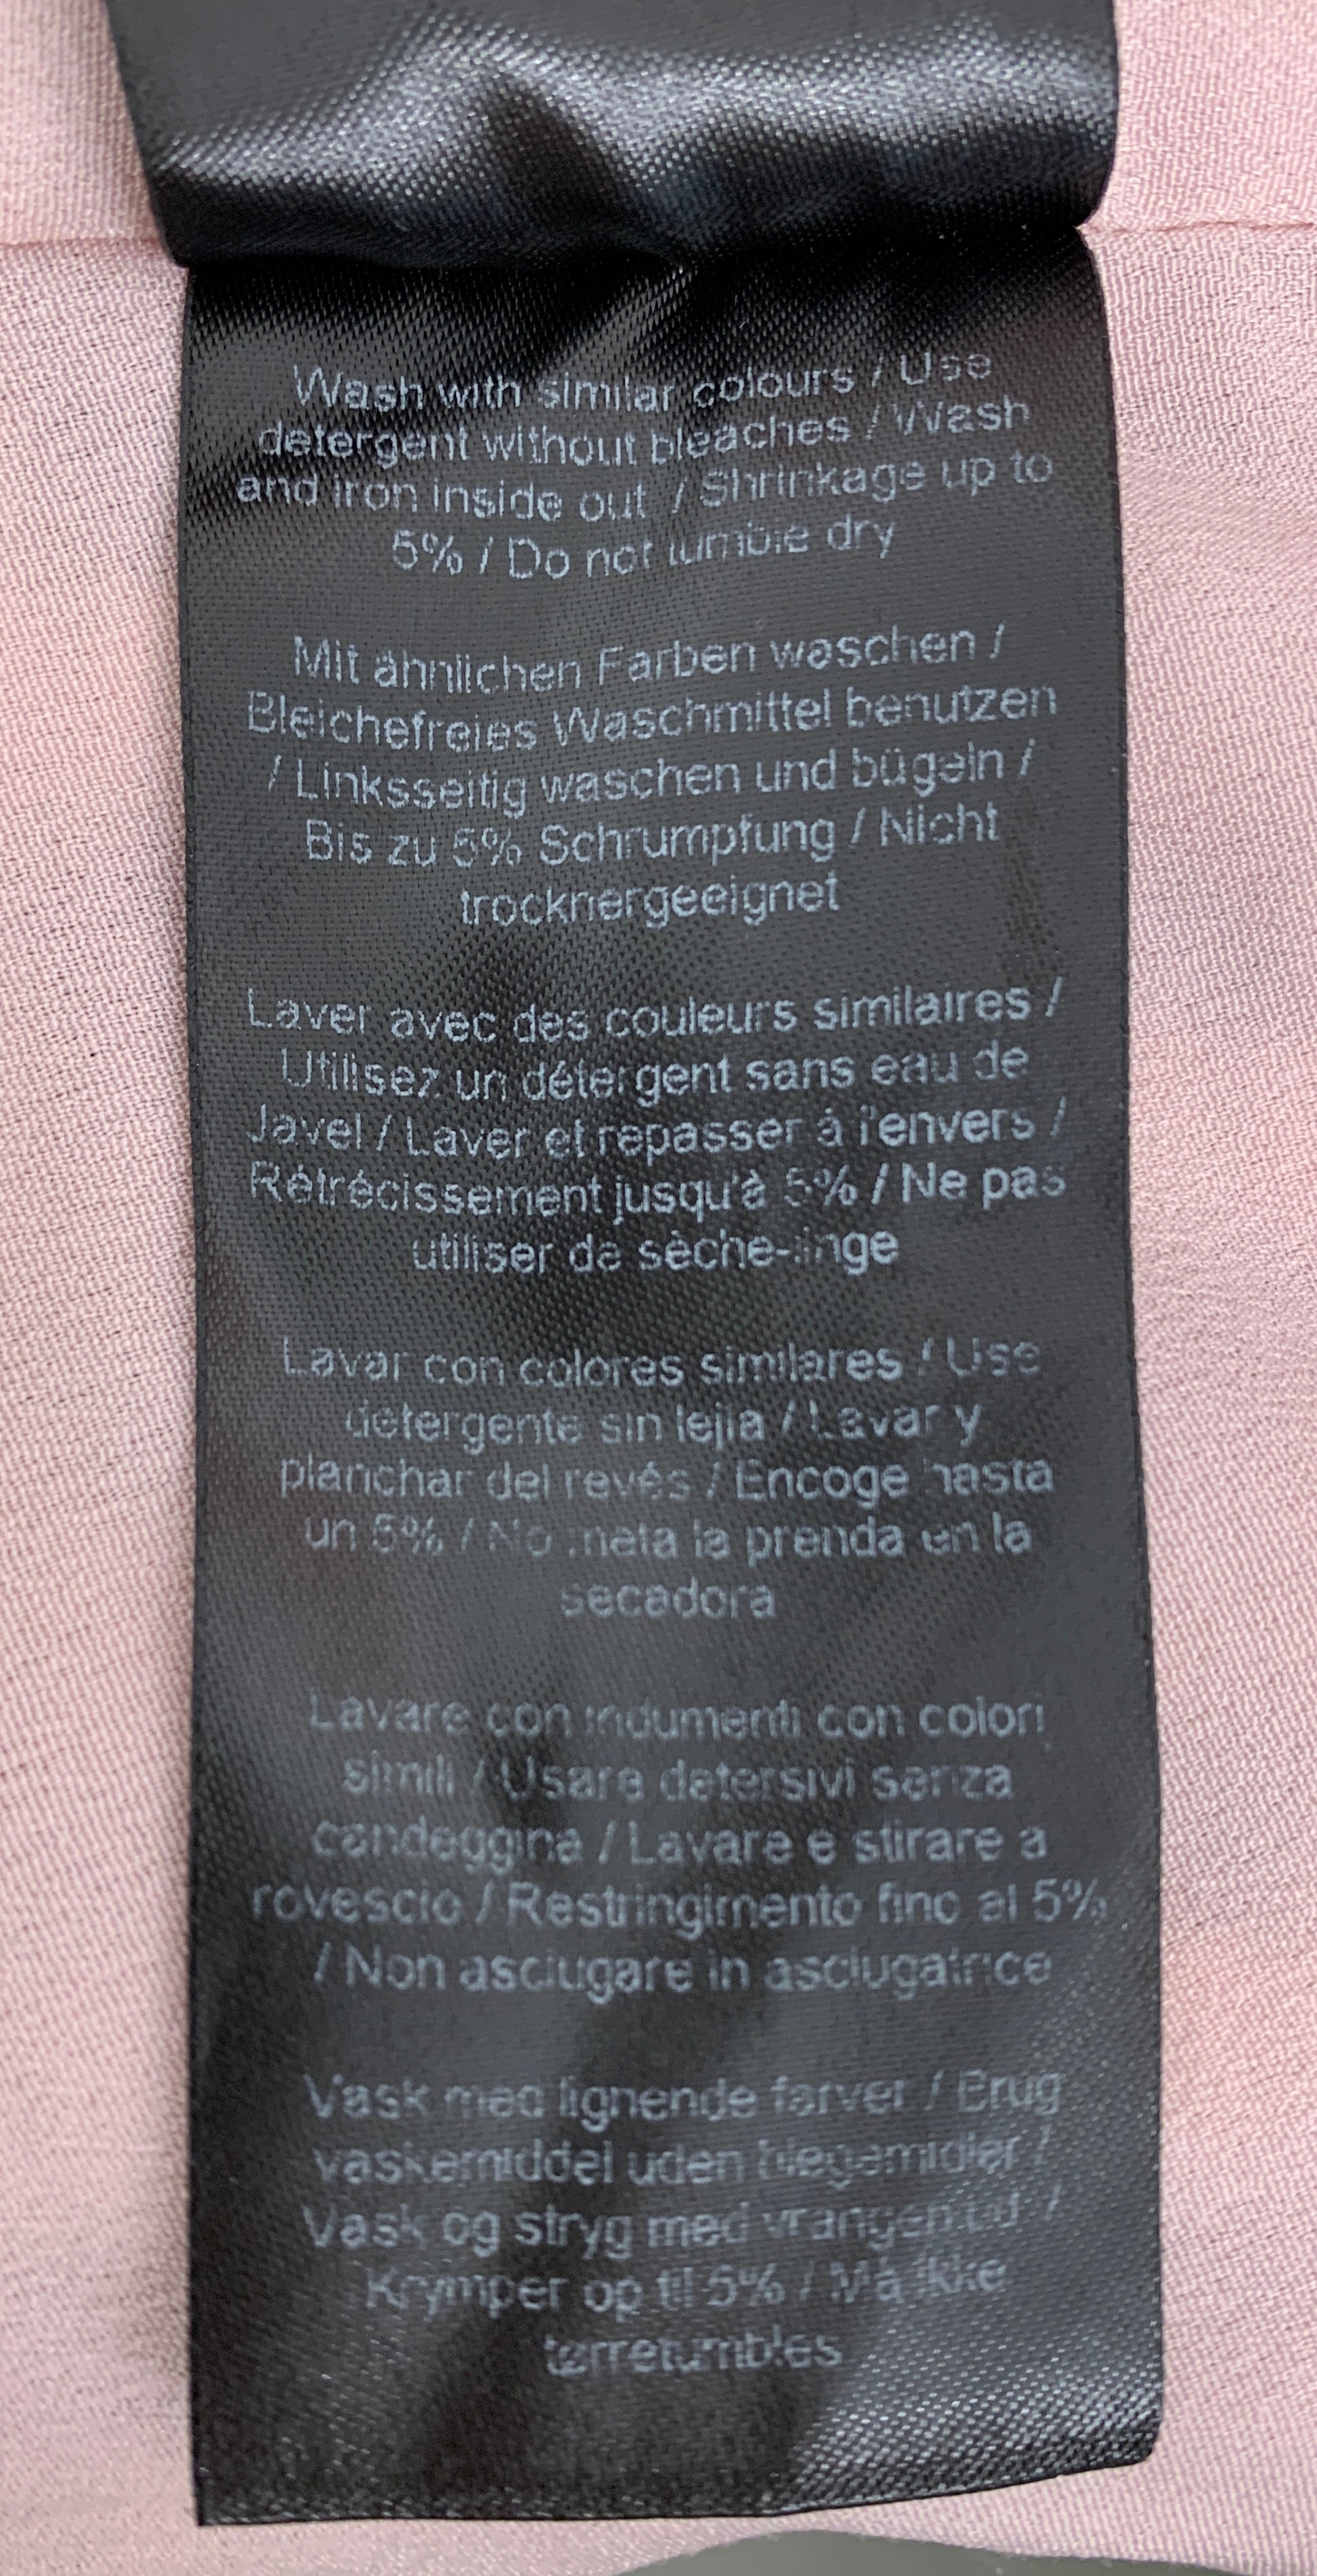 Wash with similar colours / Use
detergent without bleaches / Wash
and iron inside out / Shrinkage up to
5% / Do not tumble dry
Mit ähnlichen Farben waschen /
Bleichefreies Waschmittel benutzen
/ Linksseitig waschen und bügeln /
Bis zu 5% Schrumpfung / Nicht
trocknergeeignet
Laver avec des couleurs similaires /
Utilisez un détergent sans eau de
Javel / Laver et repasser à l'envers /
Rétrécissement jusqu'à 5% / Ne pas
utiliser de sèche-linge
Lavar con colores similares / Use
detergente sin lejia / Lavar y
planchar del revés / Encoge hasta
un 5% / No meta la prenda en la
secadora
Lavare con indumenti con colori
simili / Usare detersivi senza
candeggina / Lavare e stirare a
rovescio / Restringimento fino al 5%
/ Non asciugare in asciugatrice
Vask med lignende farver / Brug
vaskemiddel uden blegemidler /
Vask og stryg med vrangen ud /
Krymper op til 5% / Må ikke
tørretumbles